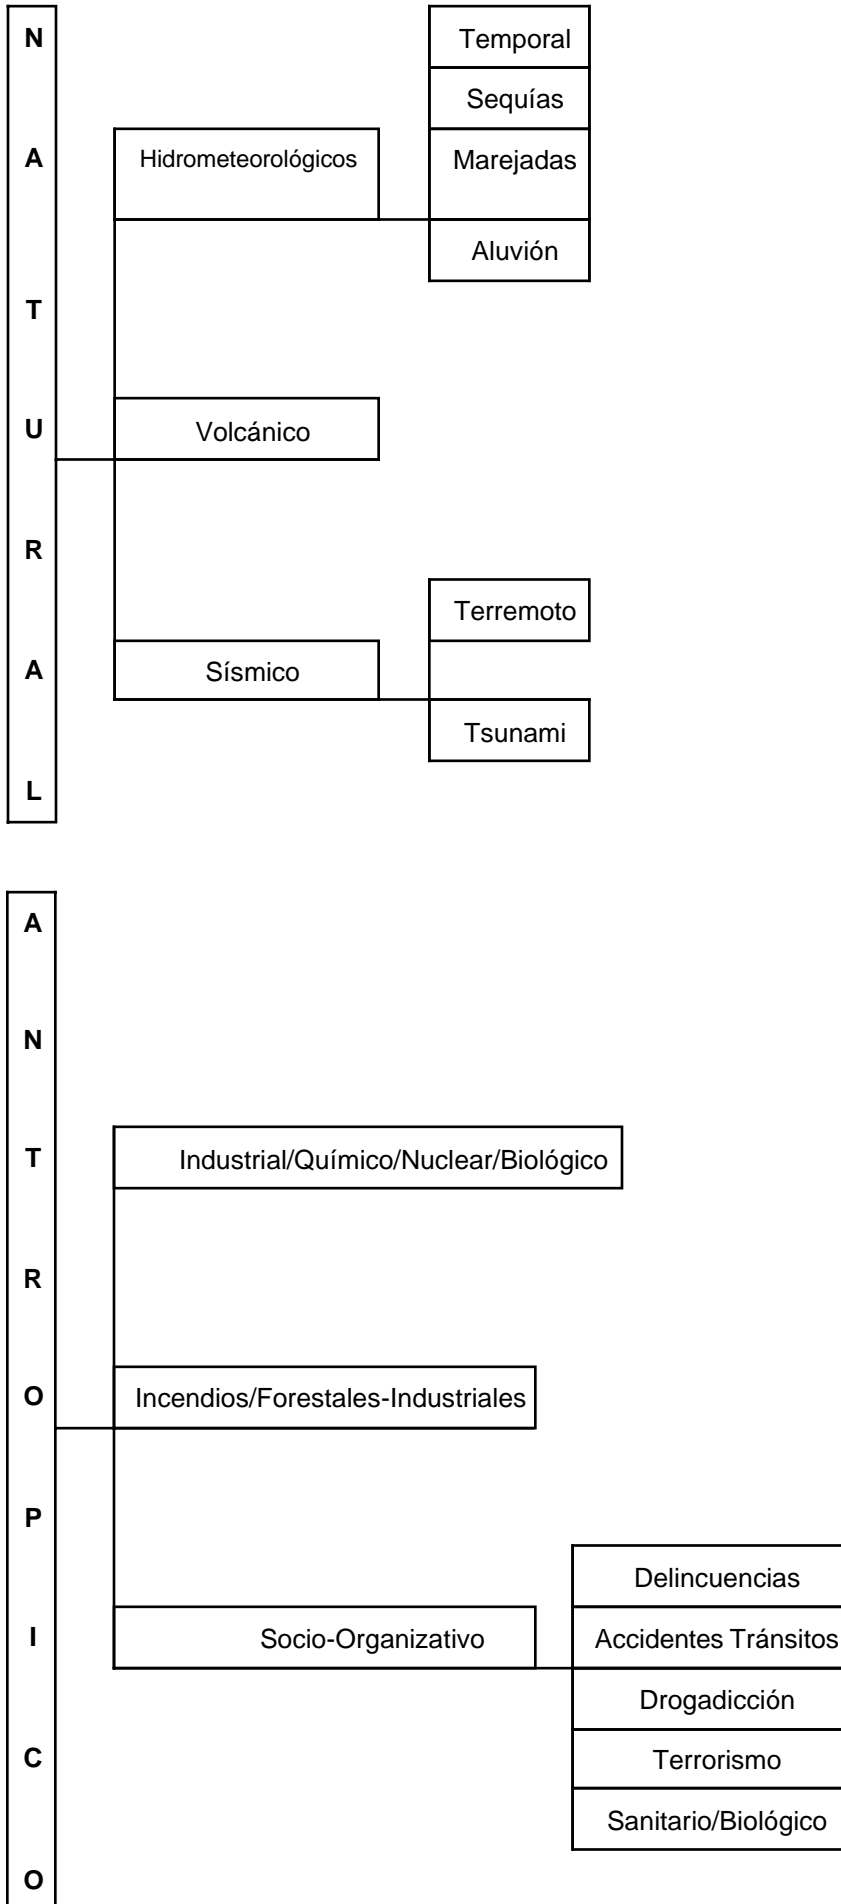 N
A
T
U
R
A
L
Hidrometeorológicos
Temporal
Sequías
Marejadas
Aluvión
Volcánico
Sísmico
Terremoto
Tsunami
A
N
T
R
O
P
I
C
O
Industrial/Químico/Nuclear/Biológico
Incendios/Forestales-Industriales
Socio-Organizativo
Delincuencias
Accidentes Tránsitos
Drogadicción
Terrorismo
Sanitario/Biológico